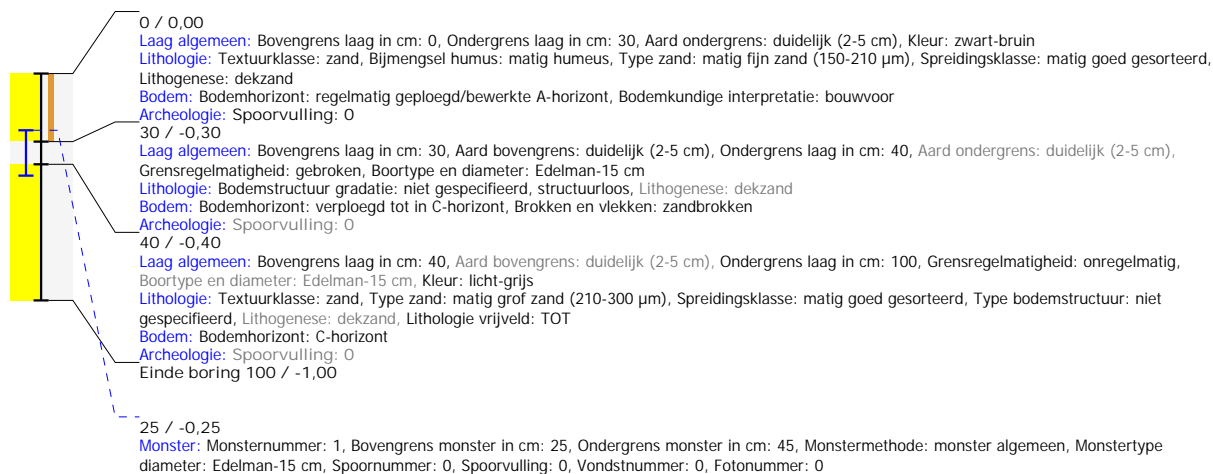 0 / 0,00
Laag algemeen: Bovengrens laag in cm: 0, Ondergrens laag in cm: 30, Aard ondergrens: duidelijk (2-5 cm), Kleur: zwart-bruin
Lithologie: Textuurklasse: zand, Bijmengsel humus: matig humeus, Type zand: matig fijn zand (150-210 µm), Spreidingsklasse: matig goed gesorteerd,
Lithogenese: dekzand
Bodem: Bodemhorizont: regelmatig geploegd/bewerkte A-horizont, Bodemkundige interpretatie: bouwvoor
Archeologie: Spoorvulling: 0
30 / -0,30
Laag algemeen: Bovengrens laag in cm: 30, Aard bovengrens: duidelijk (2-5 cm), Ondergrens laag in cm: 40, Aard ondergrens: duidelijk (2-5 cm),
Grensregelmatigheid: gebroken, Boortype en diameter: Edelman-15 cm
Lithologie: Bodemstructuur gradatie: niet gespecifieerd, structuurloos, Lithogenese: dekzand
Bodem: Bodemhorizont: verploegd tot in C-horizont, Brokken en vlekken: zandbrokken
Archeologie: Spoorvulling: 0
40 / -0,40
Laag algemeen: Bovengrens laag in cm: 40, Aard bovengrens: duidelijk (2-5 cm), Ondergrens laag in cm: 100, Grensregelmatigheid: onregelmatig,
Boortype en diameter: Edelman-15 cm, Kleur: licht-grijs
Lithologie: Textuurklasse: zand, Type zand: matig grof zand (210-300 µm), Spreidingsklasse: matig goed gesorteerd, Type bodemstructuur: niet
gespecifieerd, Lithogenese: dekzand, Lithologie vrijveld: TOT
Bodem: Bodemhorizont: C-horizont
Archeologie: Spoorvulling: 0
Einde boring 100 / -1,00
25 / -0,25
Monster: Monsternummer: 1, Bovengrens monster in cm: 25, Ondergrens monster in cm: 45, Monstermethode: monster algemeen, Monstertype
diameter: Edelman-15 cm, Spoornummer: 0, Spoorvulling: 0, Vondstnummer: 0, Fotonummer: 0